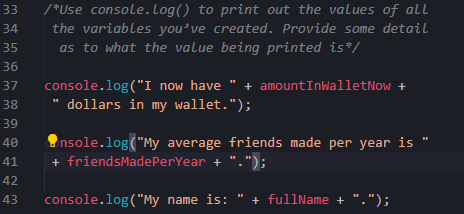 33 /*Use console.log() to print out the values of all
34 the variables you’ve created. Provide some detail
35 as to what the value being printed is*/
36
37 console.log("I now have " + amountInWalletNow +
38 " dollars in my wallet.");
39
40 onsole.log("My average friends made per year is "
41 + friendsMadePerYear + ".");
42
43 console.log("My name is: " + fullName + ".");